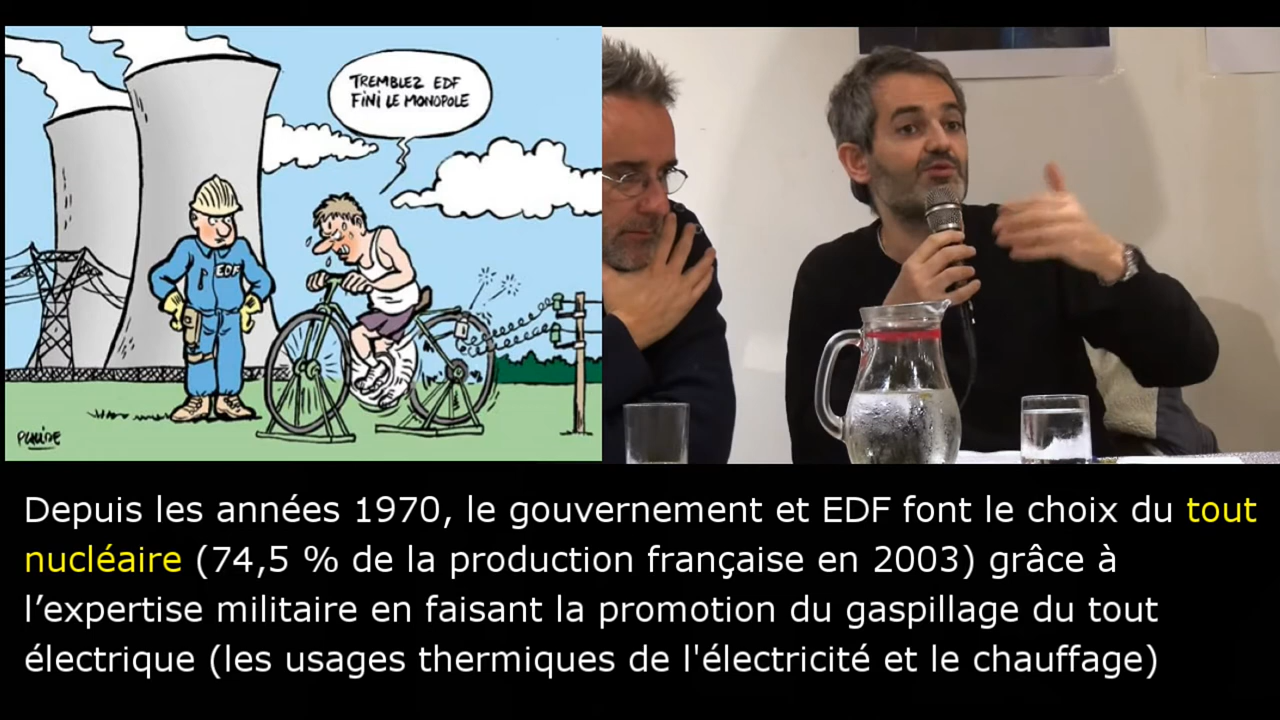 TREMBLEZ EDF
FINI LE MONOPOLE
EDF
Depuis les années 1970, le gouvernement et EDF font le choix du tout
nucléaire (74,5 % de la production française en 2003) grâce à
l’expertise militaire en faisant la promotion du gaspillage du tout
électrique (les usages thermiques de l'électricité et le chauffage)